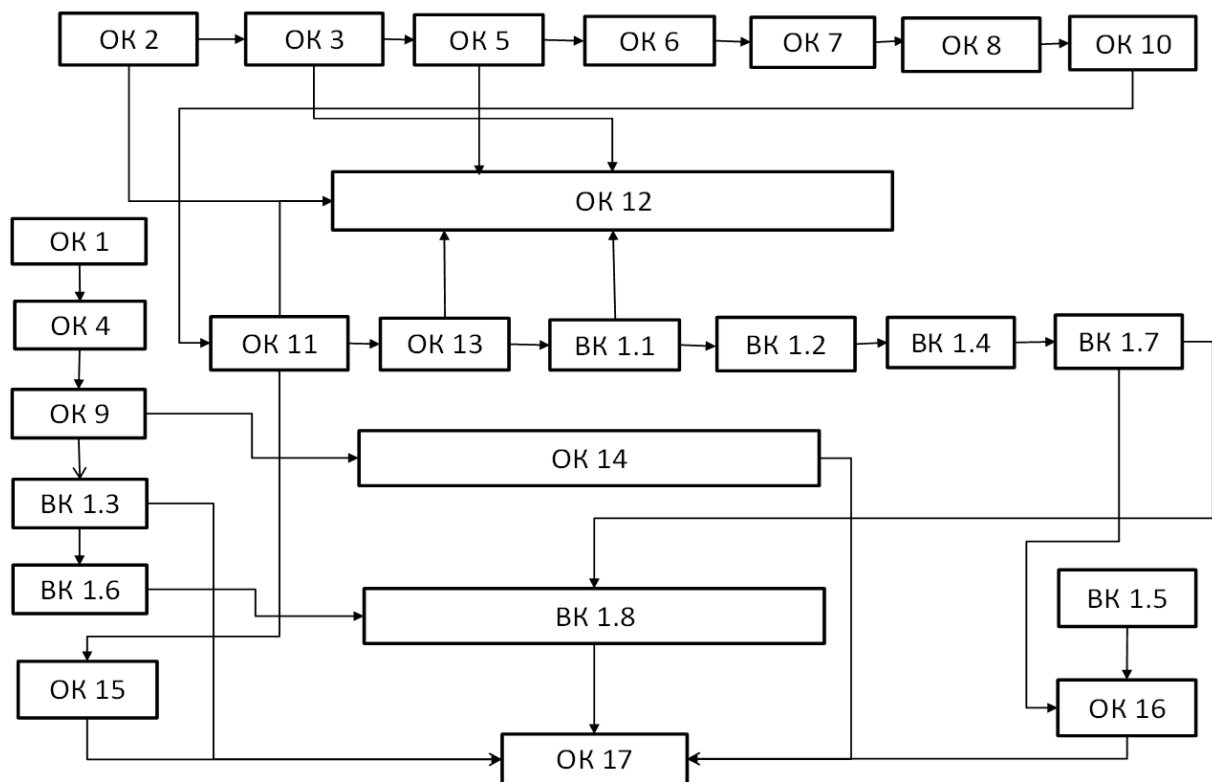 ОК 2
ОК 3
ОК 5
ОК 6
ОК 7
ОК 8
ОК 10
ОК 12
ОК 1
ОК 4
ОК 11
ОК 13
ВК 1.1
ВК 1.2
ВК 1.4
ВК 1.7
ОК 9
ОК 14
ВК 1.3
ВК 1.6
ВК 1.8
ВК 1.5
ОК 15
ОК 16
ОК 17